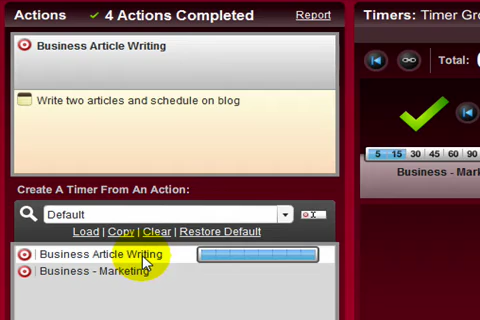 Actions
4 Actions Completed
Report
Timers: Timer Gro
Business Article Writing
Total:
Write two articles and schedule on blog
5 15 30 45 60 90
Business - Mark
Create A Timer From An Action:
Default
Load | Copy | Clear | Restore Default
Business Article Writing
Business - Marketing